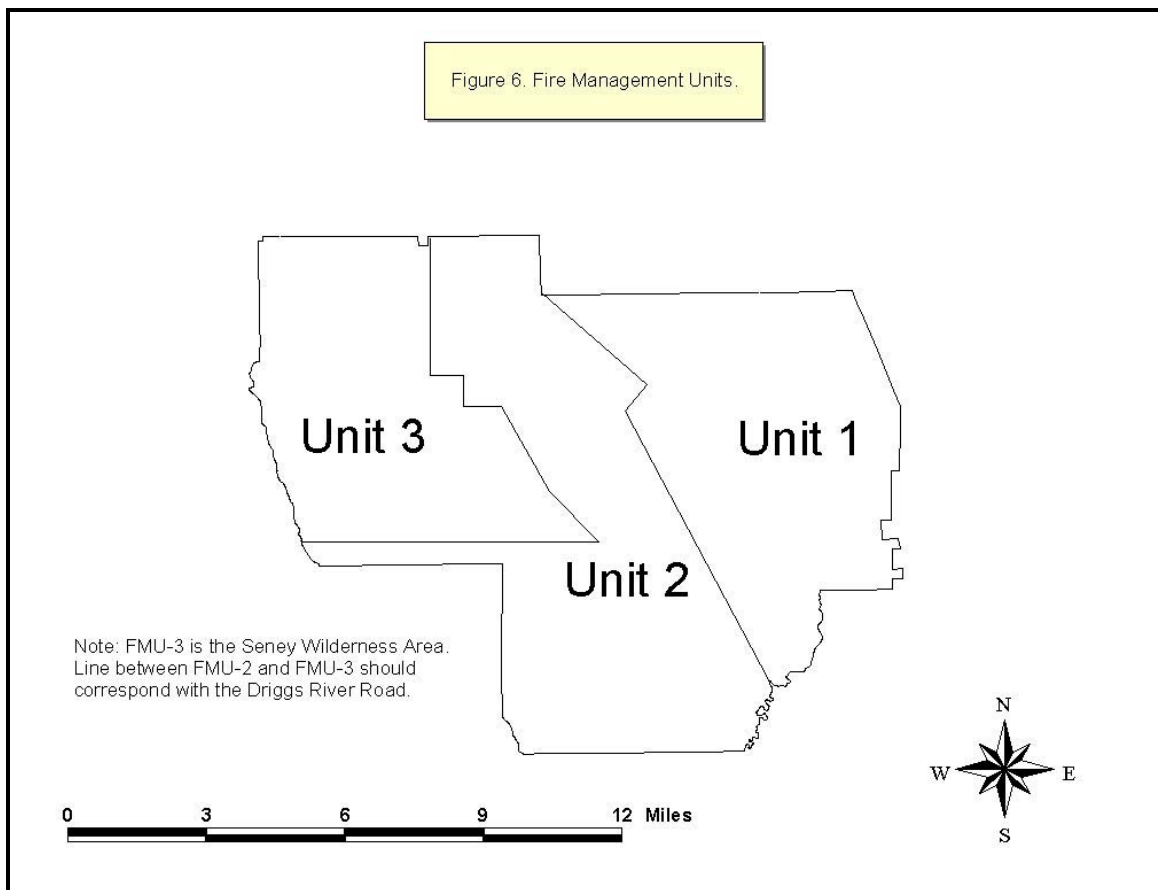 Figure 6. Fire Management Units.
Unit 3
Unit 1
Unit 2
Note: FMU-3 is the Seney Wilderness Area.
Line between FMU-2 and FMU-3 should
correspond with the Driggs River Road.
N
W E
S
0 3 6 9 12 Miles